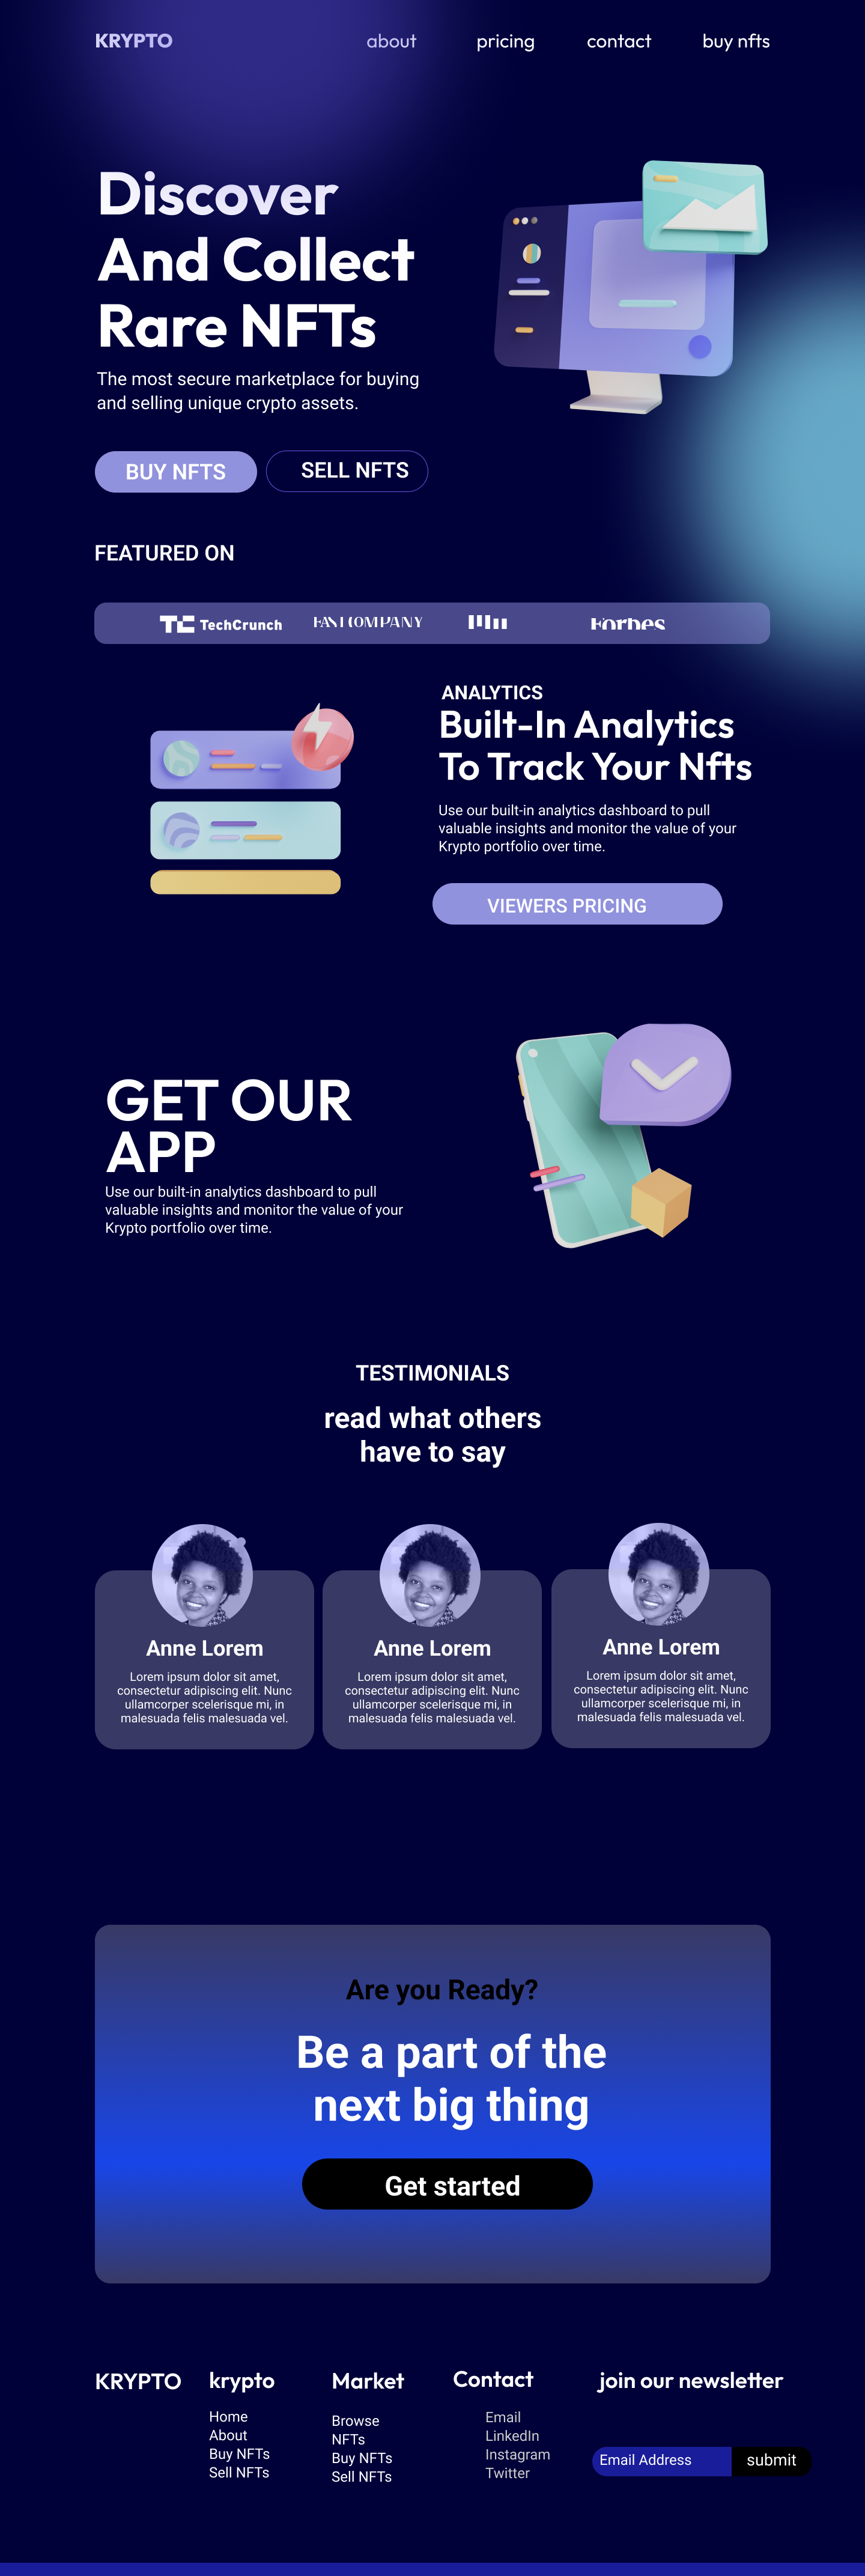 KRYPTO
about
pricing
contact
buy nfts
Discover
And Collect
Rare NFTs
The most secure marketplace for buying
and selling unique crypto assets.
BUY NFTS
SELL NFTS
FEATURED ON
TechCrunch
FAST COMPANY
Forbes
ANALYTICS
Built-In Analytics
To Track Your Nfts
Use our built-in analytics dashboard to pull
valuable insights and monitor the value of your
Krypto portfolio over time.
VIEWERS PRICING
GET OUR
APP
Use our built-in analytics dashboard to pull
valuable insights and monitor the value of your
Krypto portfolio over time.
TESTIMONIALS
read what others
have to say
Anne Lorem
Lorem ipsum dolor sit amet,
consectetur adipiscing elit. Nunc
ullamcorper scelerisque mi, in
malesuada felis malesuada vel.
Anne Lorem
Lorem ipsum dolor sit amet,
consectetur adipiscing elit. Nunc
ullamcorper scelerisque mi, in
malesuada felis malesuada vel.
Anne Lorem
Lorem ipsum dolor sit amet,
consectetur adipiscing elit. Nunc
ullamcorper scelerisque mi, in
malesuada felis malesuada vel.
Are you Ready?
Be a part of the
next big thing
Get started
KRYPTO
krypto
Home
About
Buy NFTs
Sell NFTs
Market
Browse
NFTs
Buy NFTs
Sell NFTs
Contact
Email
LinkedIn
Instagram
Twitter
join our newsletter
Email Address
submit